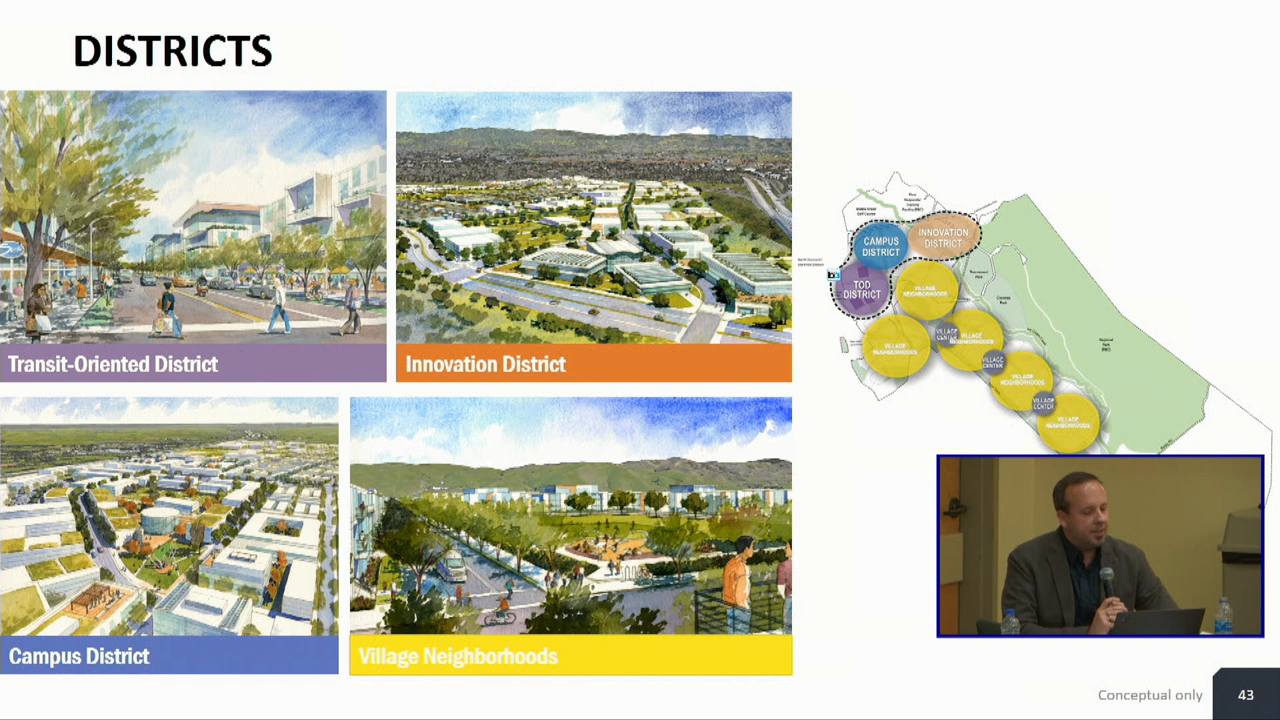 DISTRICTS
Transit-Oriented District
Innovation District
Campus District
Village Neighborhoods
CAMPUS
DISTRICT
INNOVATION
DISTRICT
TOD
DISTRICT
VILLAGE
NEIGHBORHOODS
VILLAGE
NEIGHBORHOODS
VILLAGE
CENTER
VILLAGE
NEIGHBORHOODS
VILLAGE
CENTER
VILLAGE
NEIGHBORHOODS
VILLAGE
CENTER
VILLAGE
NEIGHBORHOODS
Conceptual only
43